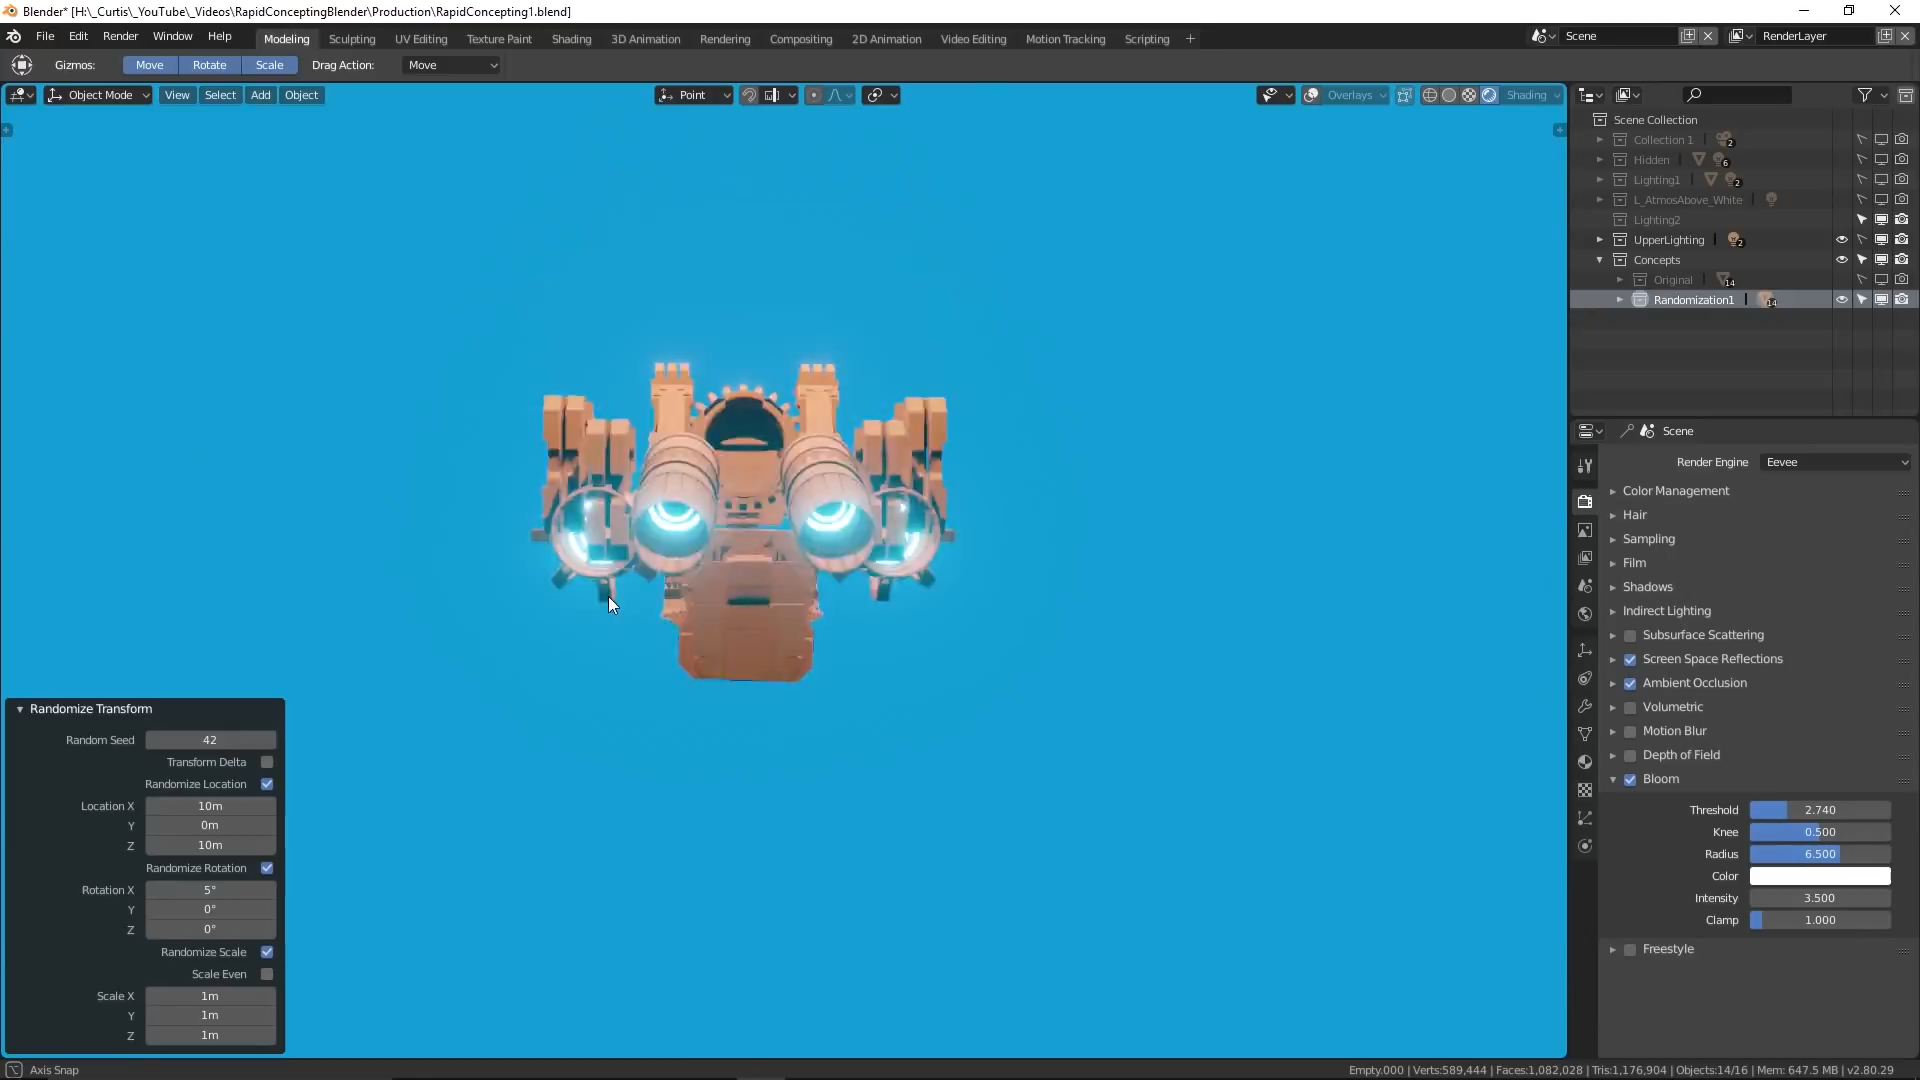 Blender* [H:\_Curtis\_YouTube\_Videos\RapidConceptingBlender\Production\RapidConcepting1.blend]
File Edit Render Window Help
Modeling Sculpting UV Editing Texture Paint Shading 3D Animation Rendering Compositing 2D Animation Video Editing Motion Tracking Scripting +
Scene
RenderLayer
Gizmos: Move Rotate Scale Drag Action: Move
Object Mode View Select Add Object
Point
Overlays
Shading
Scene Collection
Collection 1 2
Hidden 6
Lighting1 2
L_AtmosAbove_White
Lighting2
UpperLighting 2
Concepts
Original 14
Randomization1 14
Scene
Render Engine Eevee
Color Management
Hair
Sampling
Film
Shadows
Indirect Lighting
Subsurface Scattering
Screen Space Reflections
Ambient Occlusion
Volumetric
Motion Blur
Depth of Field
Bloom
Threshold 2.740
Knee 0.500
Radius 6.500
Color
Intensity 3.500
Clamp 1.000
Freestyle
Randomize Transform
Random Seed 42
Transform Delta
Randomize Location
Location X 10m
Y 0m
Z 10m
Randomize Rotation
Rotation X 5°
Y 0°
Z 0°
Randomize Scale
Scale Even
Scale X 1m
Y 1m
Z 1m
Axis Snap
Empty.000 | Verts:589,444 | Faces:1,082,028 | Tris:1,176,904 | Objects:14/16 | Mem: 647.5 MB | v2.80.29